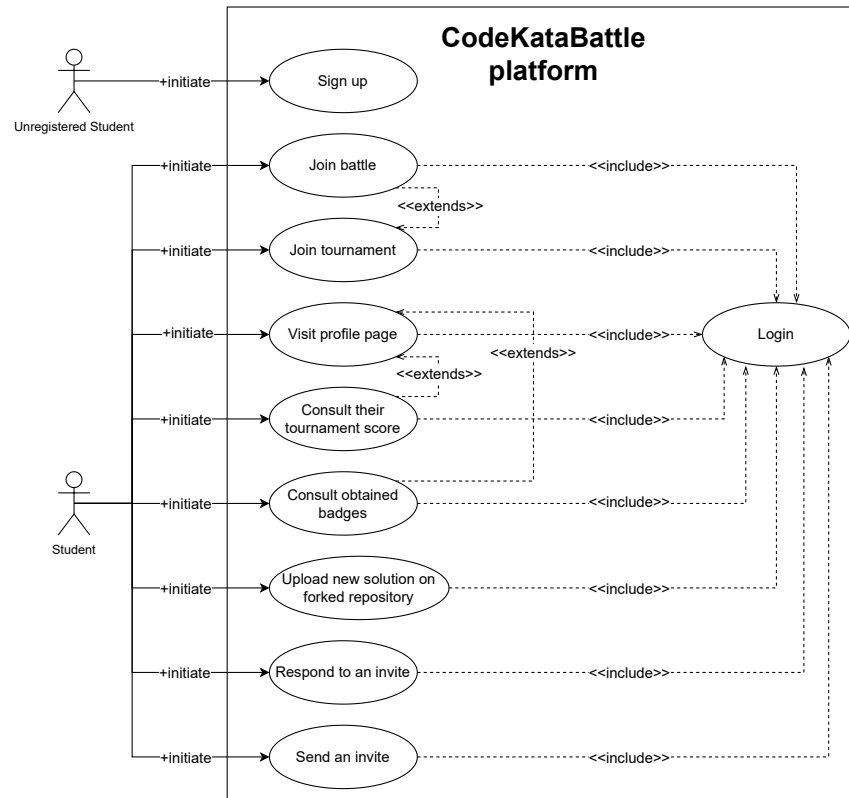 CodeKataBattle
platform
+initiate
Sign up
Unregistered Student
+initiate
Join battle
<<include>>
<<extends>>
+initiate
Join tournament
<<include>>
+initiate
Visit profile page
<<include>>
Login
<<extends>>
<<extends>>
+initiate
Consult their
tournament score
<<include>>
+initiate
Consult obtained
badges
<<include>>
Student
+initiate
Upload new solution on
forked repository
<<include>>
+initiate
Respond to an invite
<<include>>
+initiate
Send an invite
<<include>>